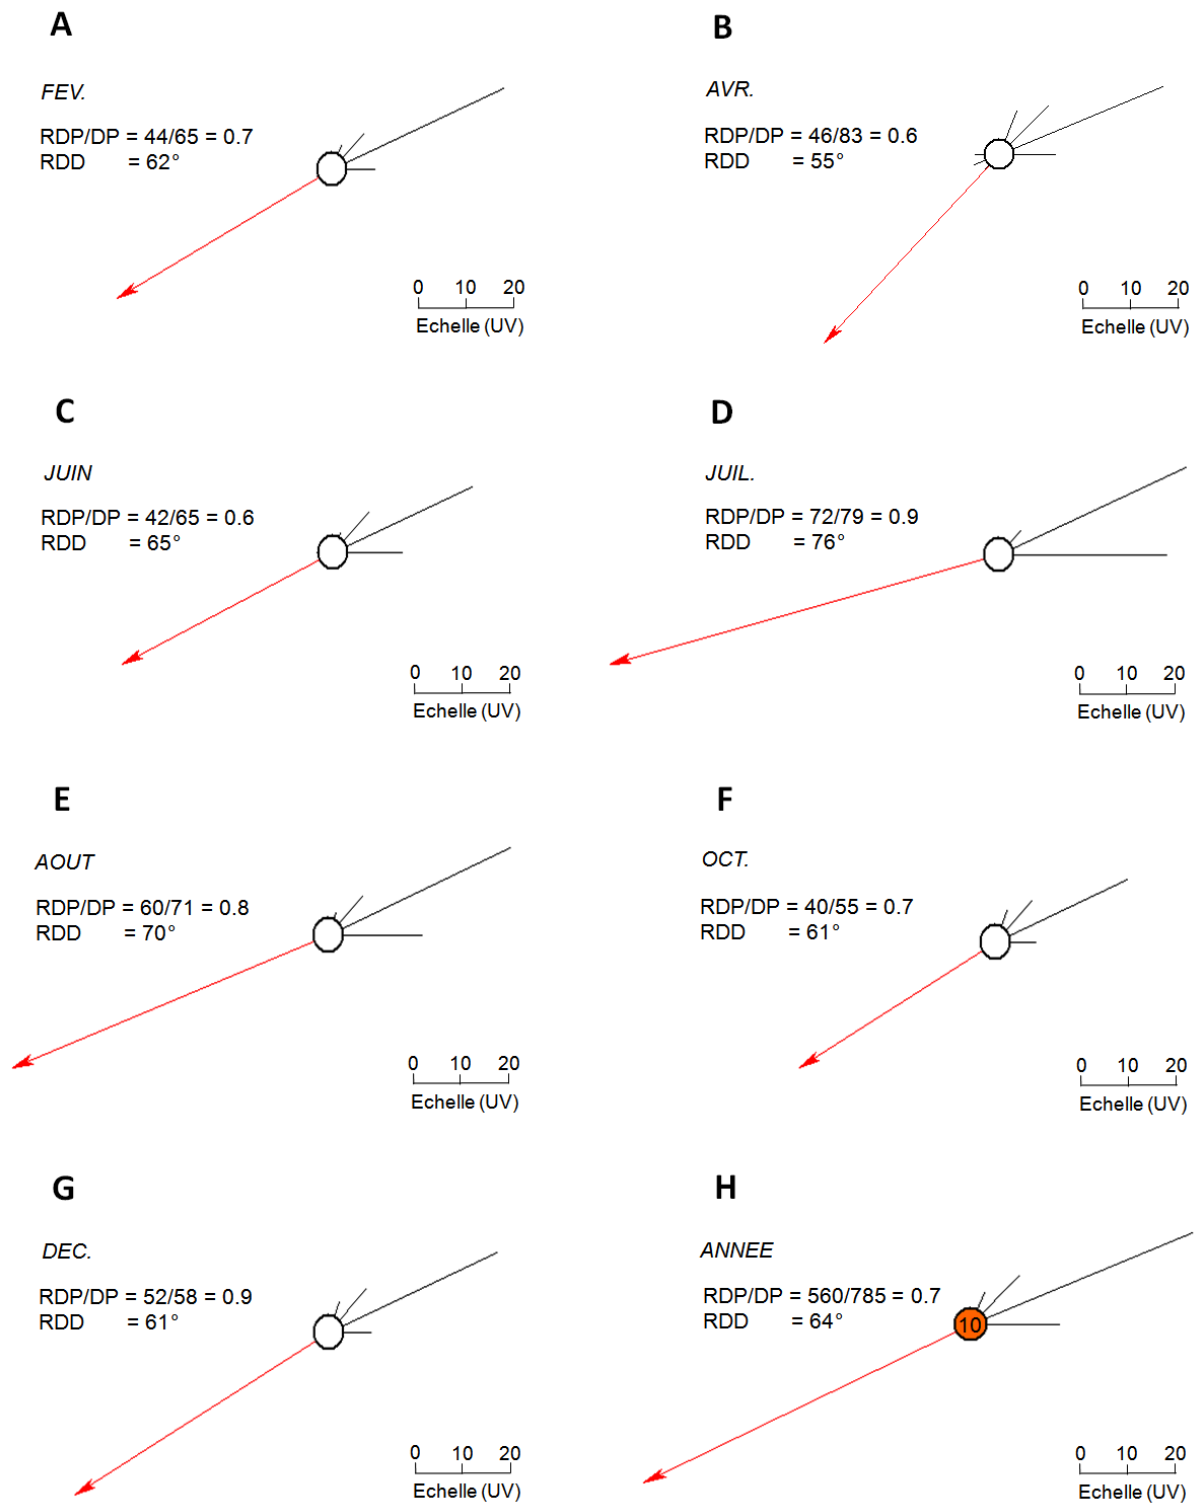 A
FEV.
RDP/DP = 44/65 = 0.7
RDD = 62°
0 10 20
Echelle (UV)
B
AVR.
RDP/DP = 46/83 = 0.6
RDD = 55°
0 10 20
Echelle (UV)
C
JUIN
RDP/DP = 42/65 = 0.6
RDD = 65°
0 10 20
Echelle (UV)
D
JUIL.
RDP/DP = 72/79 = 0.9
RDD = 76°
0 10 20
Echelle (UV)
E
AOUT
RDP/DP = 60/71 = 0.8
RDD = 70°
0 10 20
Echelle (UV)
F
OCT.
RDP/DP = 40/55 = 0.7
RDD = 61°
0 10 20
Echelle (UV)
G
DEC.
RDP/DP = 52/58 = 0.9
RDD = 61°
0 10 20
Echelle (UV)
H
ANNEE
RDP/DP = 560/785 = 0.7
RDD = 64°
10
0 10 20
Echelle (UV)